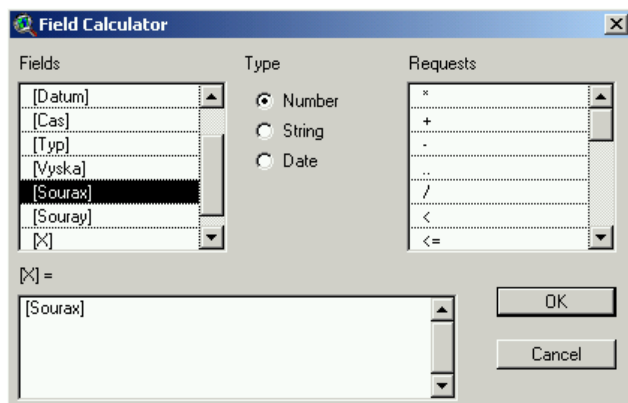 Field Calculator
Fields
Type
Requests
[Datum]
[Cas]
[Typ]
[Vyska]
[Sourax]
[Souray]
[X]
Number
String
Date
*
+
-
..
/
<
<=
[X] =
[Sourax]
OK
Cancel